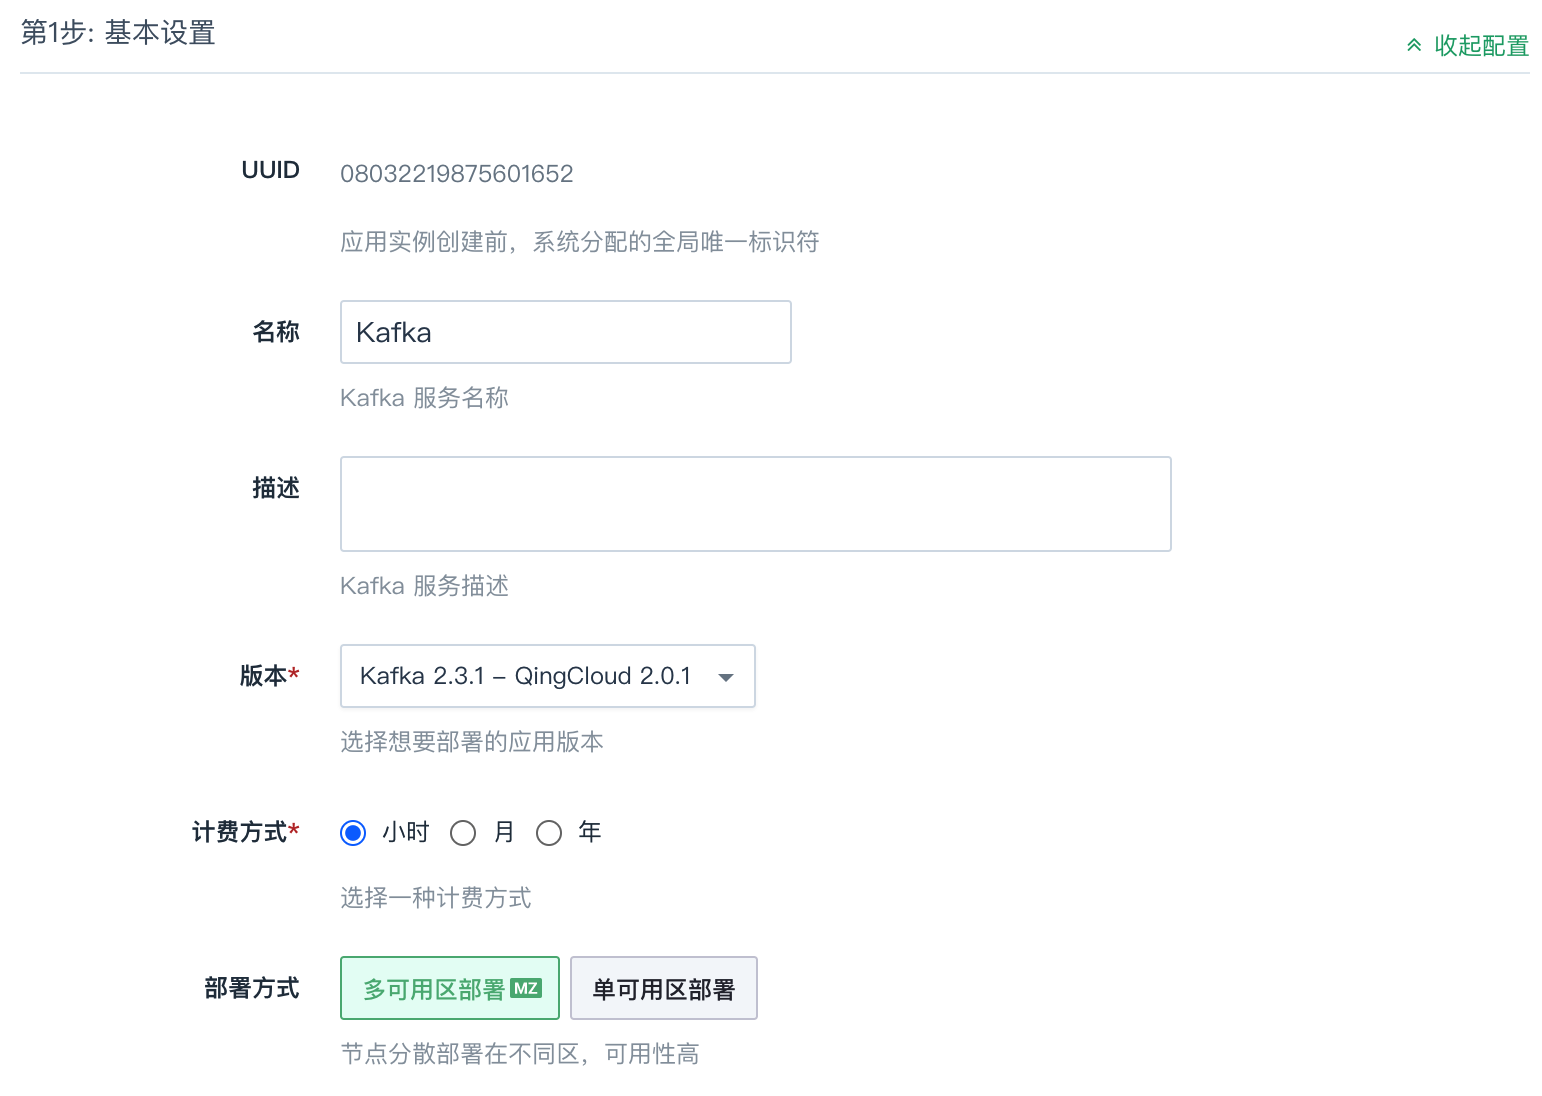 第1步: 基本设置
收起配置
UUID 08032219875601652
应用实例创建前，系统分配的全局唯一标识符
名称 Kafka
Kafka 服务名称
描述
Kafka 服务描述
版本* Kafka 2.3.1 – QingCloud 2.0.1
选择想要部署的应用版本
计费方式* 小时 月 年
选择一种计费方式
部署方式 多可用区部署 MZ 单可用区部署
节点分散部署在不同区，可用性高